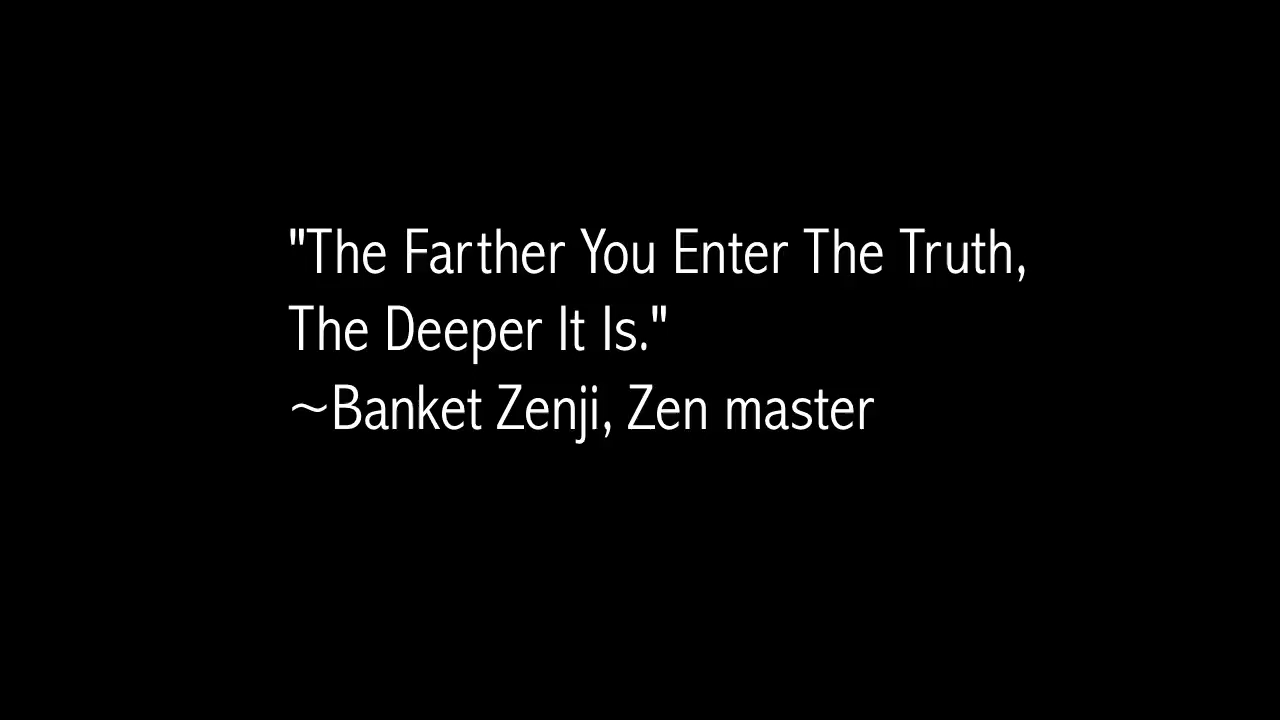 "The Farther You Enter The Truth,
The Deeper It Is."
~Banket Zenji, Zen master